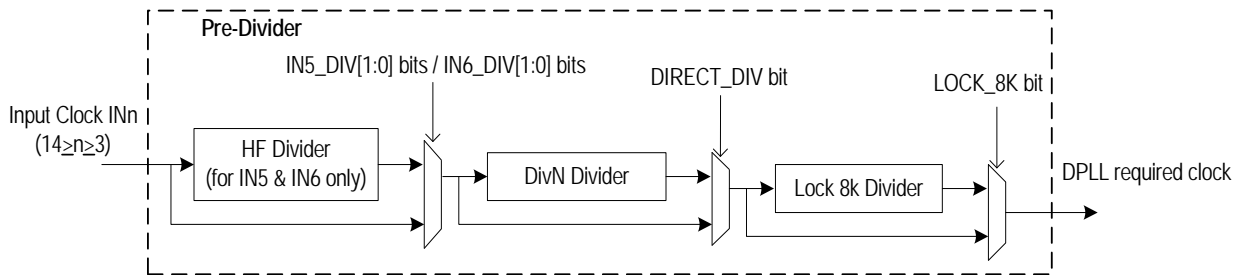 Pre-Divider
IN5_DIV[1:0] bits / IN6_DIV[1:0] bits
DIRECT_DIV bit
LOCK_8K bit
Input Clock INn
(14≥n≥3)
HF Divider
(for IN5 & IN6 only)
DivN Divider
Lock 8k Divider
DPLL required clock